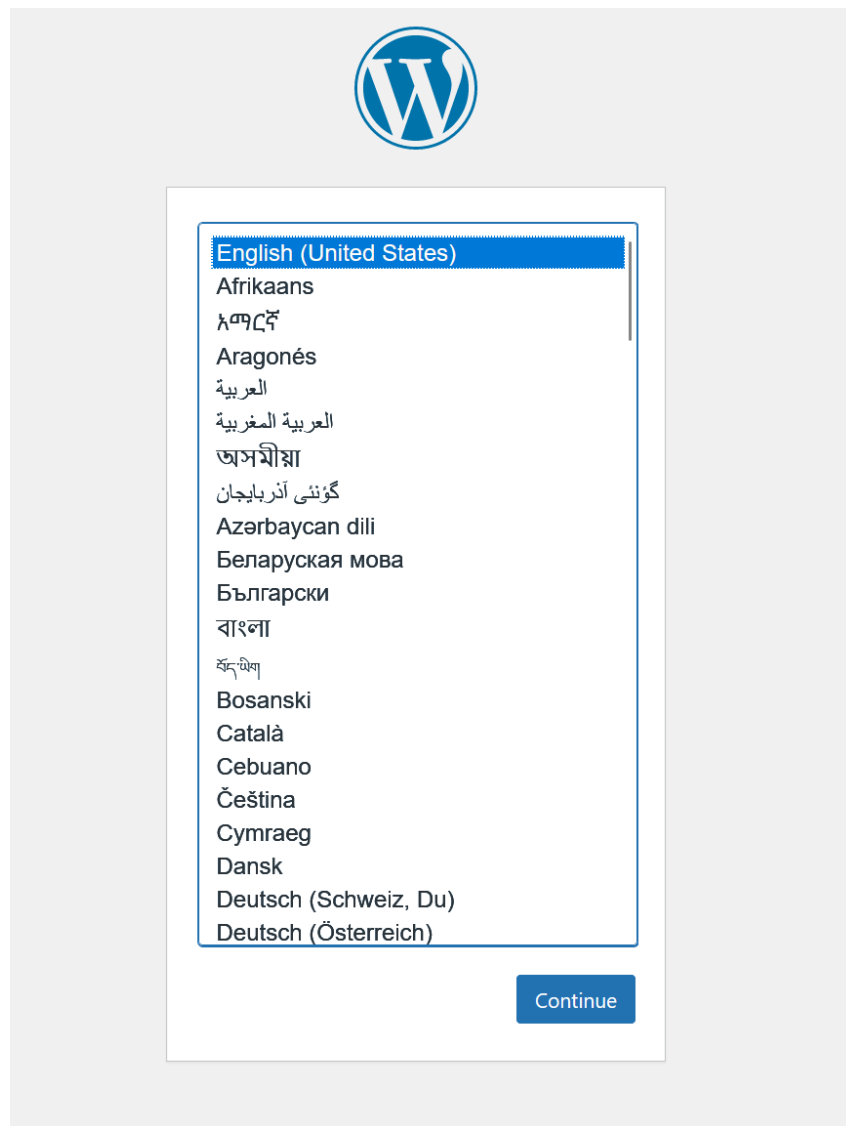 English (United States)
Afrikaans
አማርኛ
Aragonés
العربية
العربية المغربية
অসমীয়া
گؤنئی آذربایجان
Azərbaycan dili
Беларуская мова
Български
বাংলা
བོད་ཡིག
Bosanski
Català
Cebuano
Čeština
Cymraeg
Dansk
Deutsch (Schweiz, Du)
Deutsch (Österreich)
Continue